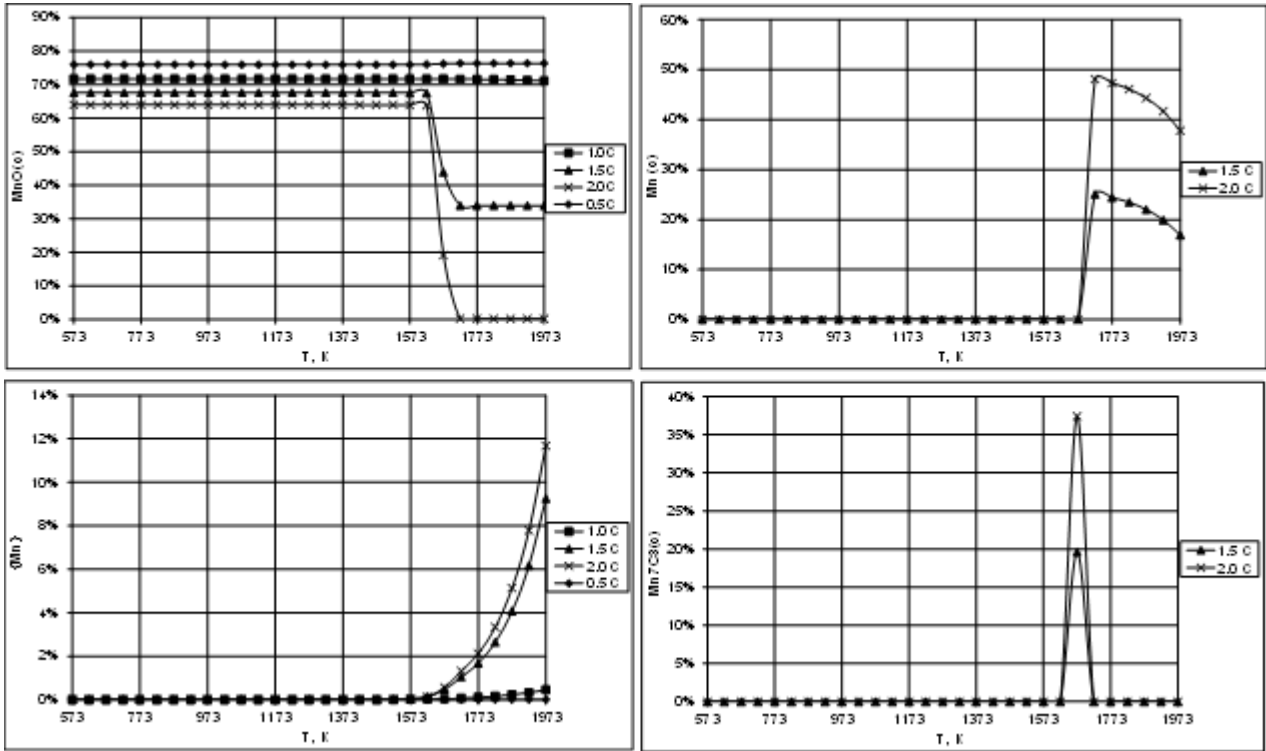 90%
80%
70%
60%
50%
40%
30%
20%
10%
0%
MnO(c)
573 773 973 1173 1373 1573 1773 1973
T, K
1.0 C
1.5 C
2.0 C
0.5 C
60%
50%
40%
30%
20%
10%
0%
Mn (c)
573 773 973 1173 1373 1573 1773 1973
T, K
1.5 C
2.0 C
14%
12%
10%
8%
6%
4%
2%
0%
{Mn}
573 773 973 1173 1373 1573 1773 1973
T, K
1.0 C
1.5 C
2.0 C
0.5 C
40%
35%
30%
25%
20%
15%
10%
5%
0%
Mn7C3(c)
573 773 973 1173 1373 1573 1773 1973
T, K
1.5 C
2.0 C